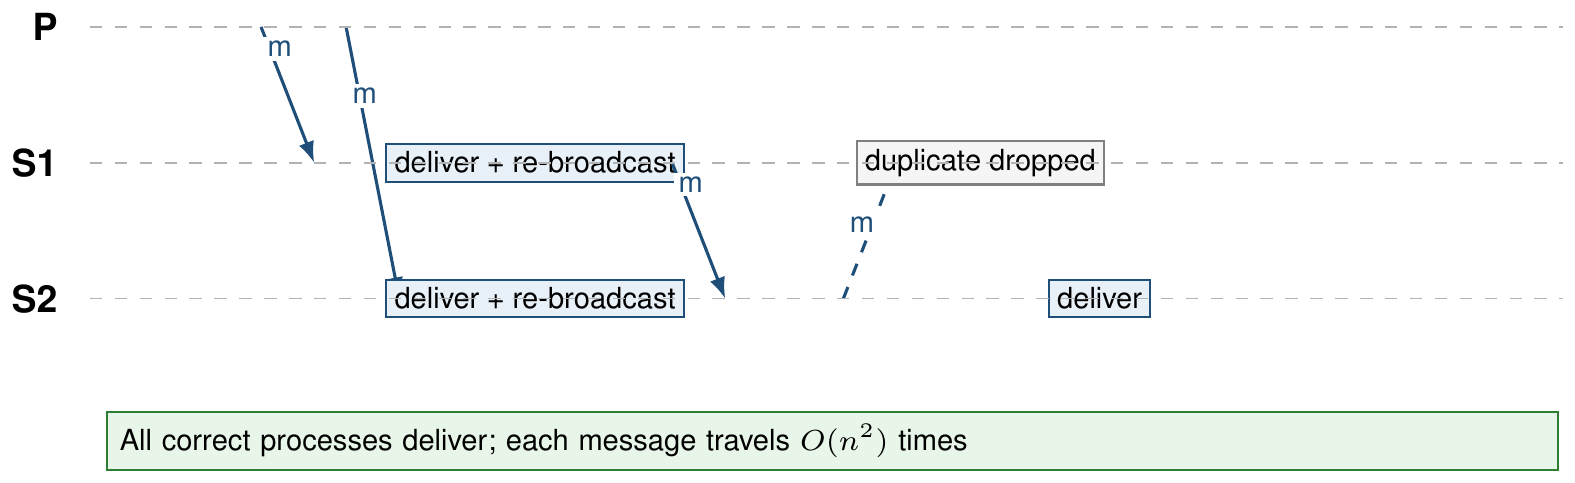 P
m
m
S1
deliver + re-broadcast
duplicate dropped
m
m
S2
deliver + re-broadcast
deliver
All correct processes deliver; each message travels O(n²) times